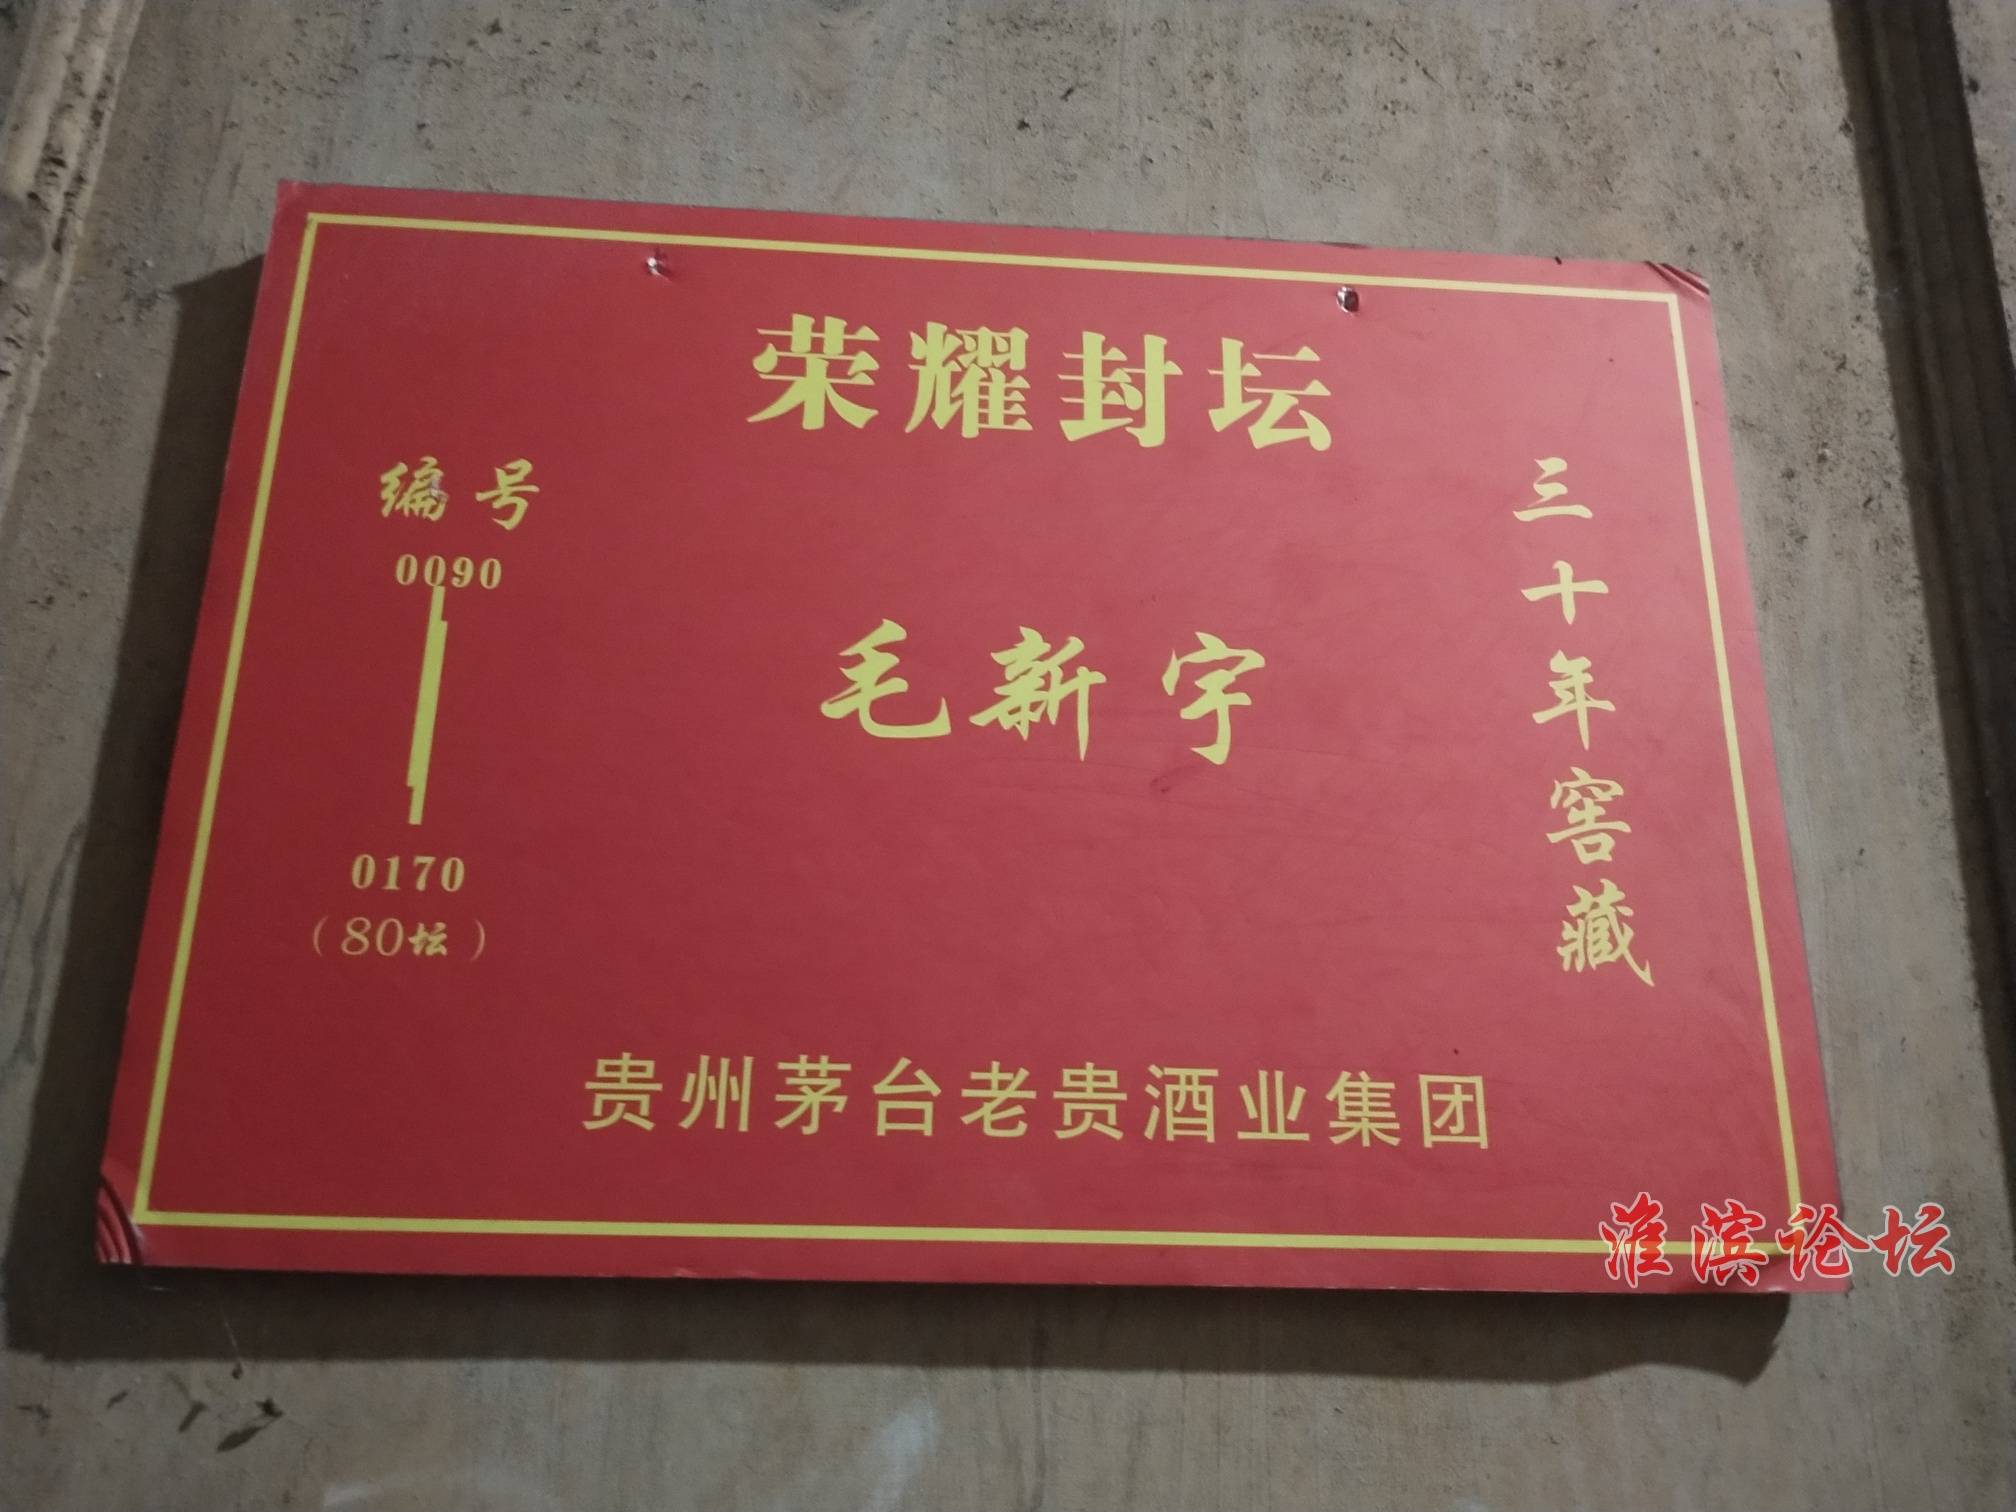 荣耀封坛
编号
0090
0170
（80坛）
毛新宇
三十年窖藏
贵州茅台老贵酒业集团
淮滨论坛